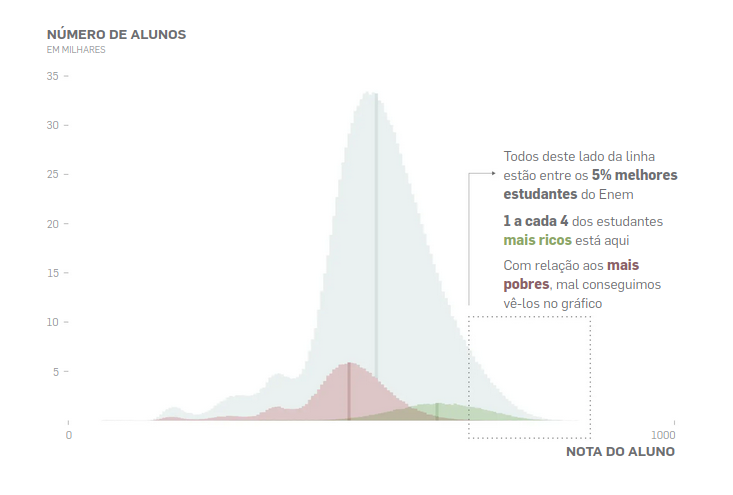 NÚMERO DE ALUNOS
EM MILHARES
35
30
25
20
15
10
5
Todos deste lado da linha
estão entre os 5% melhores
estudantes do Enem
1 a cada 4 dos estudantes
mais ricos está aqui
Com relação aos mais
pobres, mal conseguimos
vê-los no gráfico
0
1000
NOTA DO ALUNO